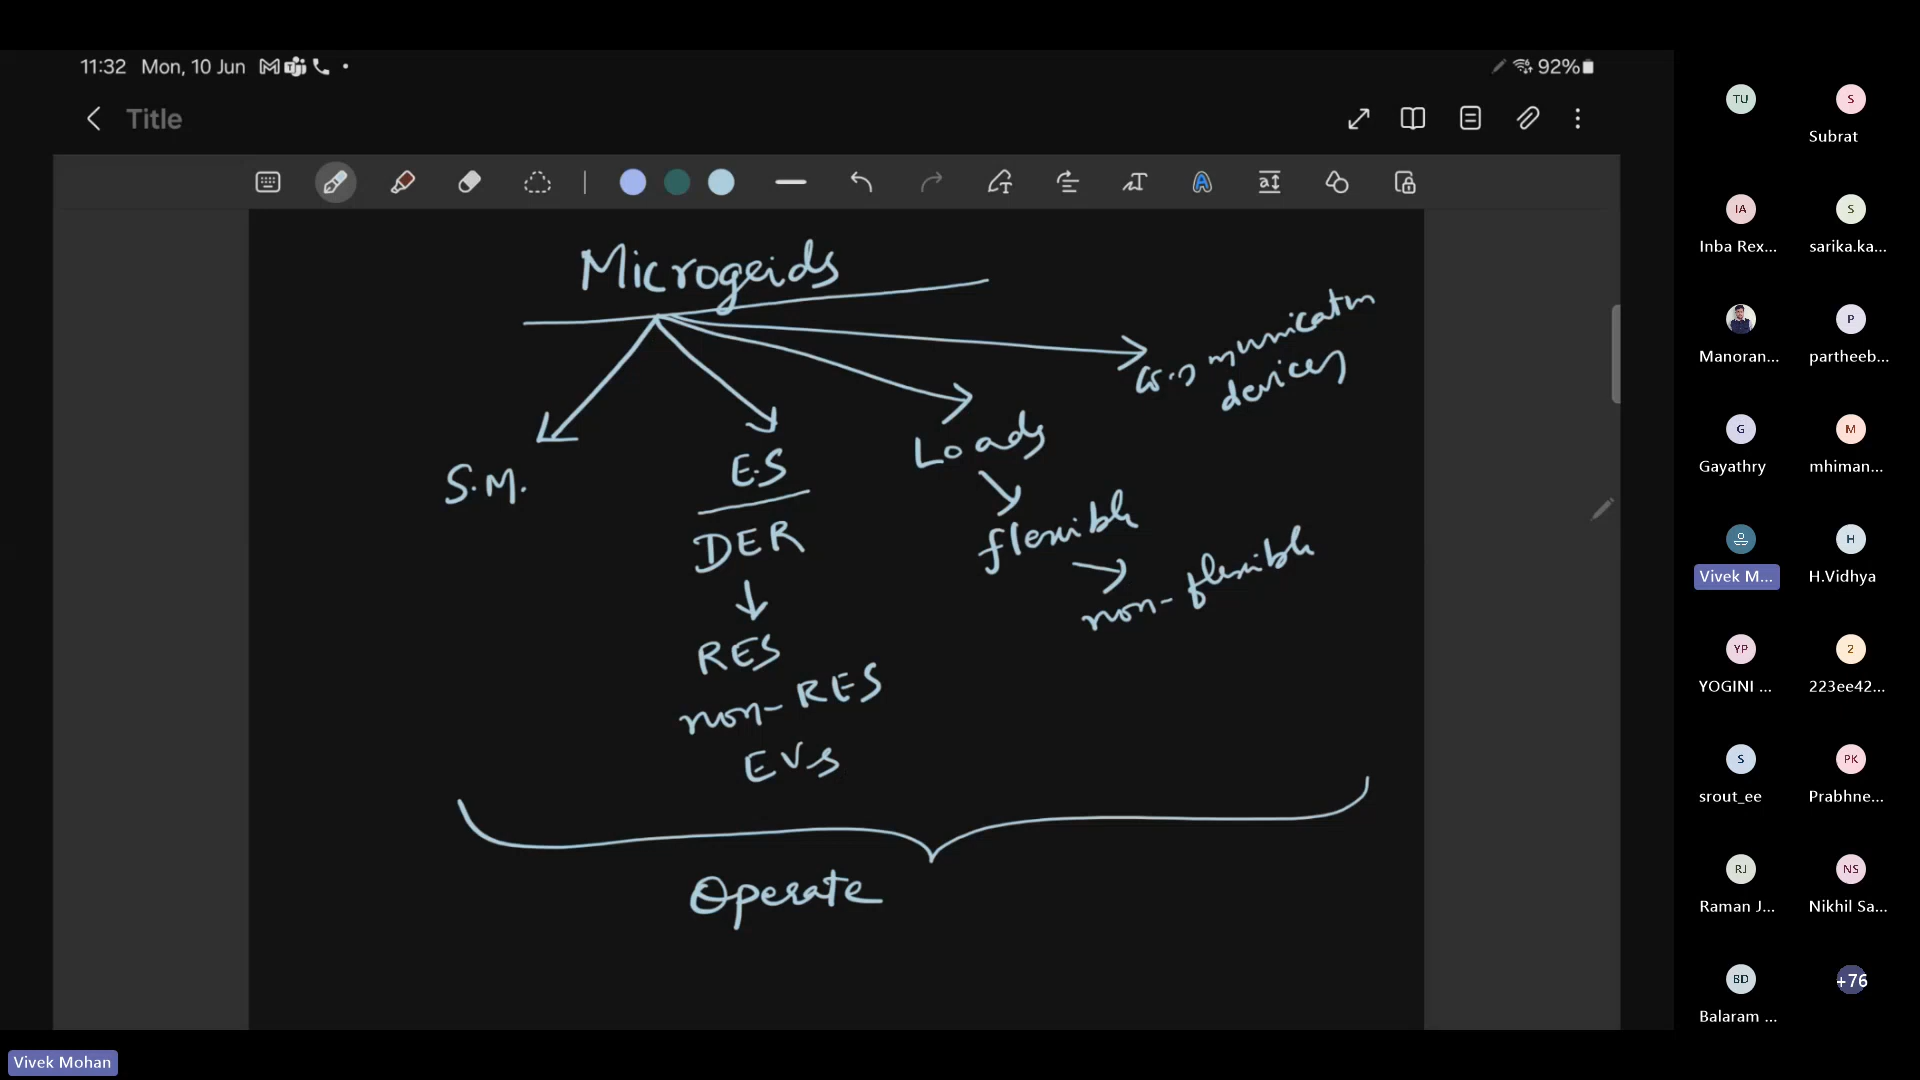 11:32 Mon, 10 Jun
92%
Title
Microgrids
S.M.
E.S
DER
RES
non-RES
EVs
Loads
flexible
non-flexible
devices
Operate
TU
S
Subrat
IA
Inba Rex...
S
sarika.ka...
Manoran...
P
partheeb...
G
Gayathry
M
mhiman...
Vivek M...
H
H.Vidhya
YP
YOGINI ...
2
223ee42...
S
srout_ee
PK
Prabhne...
RJ
Raman J...
NS
Nikhil Sa...
BD
Balaram ...
+76
Vivek Mohan